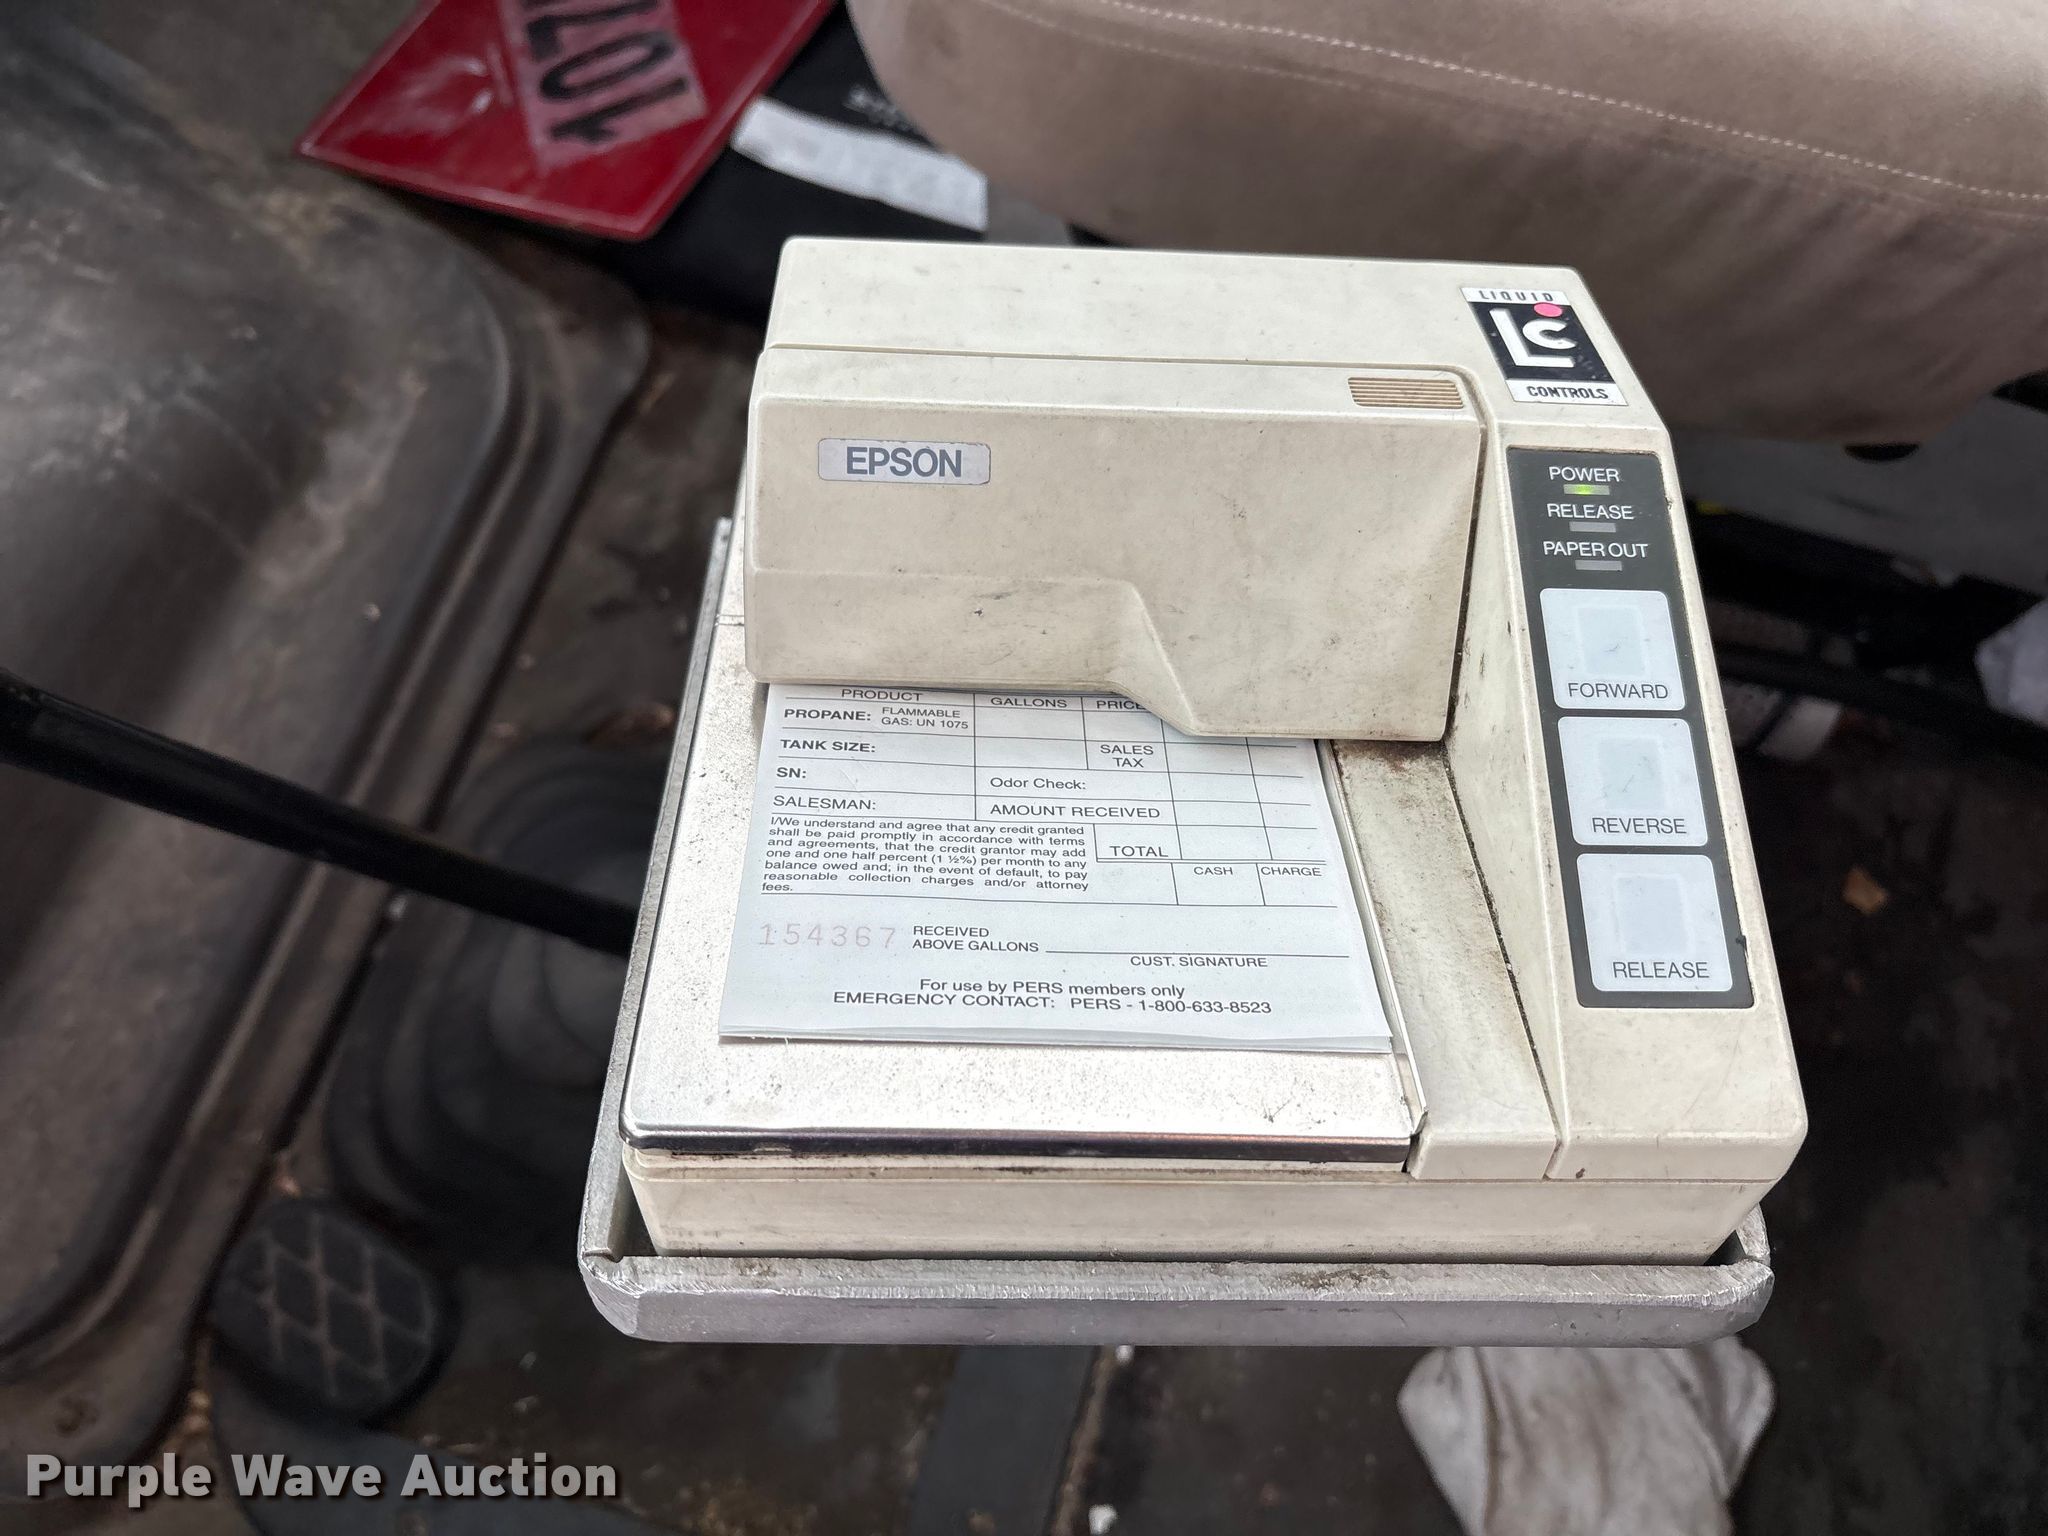 LIQUID
LC
CONTROLS
EPSON
POWER
RELEASE
PAPER OUT
FORWARD
REVERSE
RELEASE
PRODUCT GALLONS PRICE
PROPANE: FLAMMABLE
GAS: UN 1075
TANK SIZE: SALES
TAX
SN: Odor Check:
SALESMAN: AMOUNT RECEIVED
I/We understand and agree that any credit granted
shall be paid promptly in accordance with terms
and agreements, that the credit grantor may add
one and one half percent (1 ½%) per month to any
balance owed and; in the event of default, to pay
reasonable collection charges and/or attorney
fees.
TOTAL
CASH CHARGE
154367 RECEIVED
ABOVE GALLONS
CUST. SIGNATURE
For use by PERS members only
EMERGENCY CONTACT: PERS - 1-800-633-8523
Purple Wave Auction